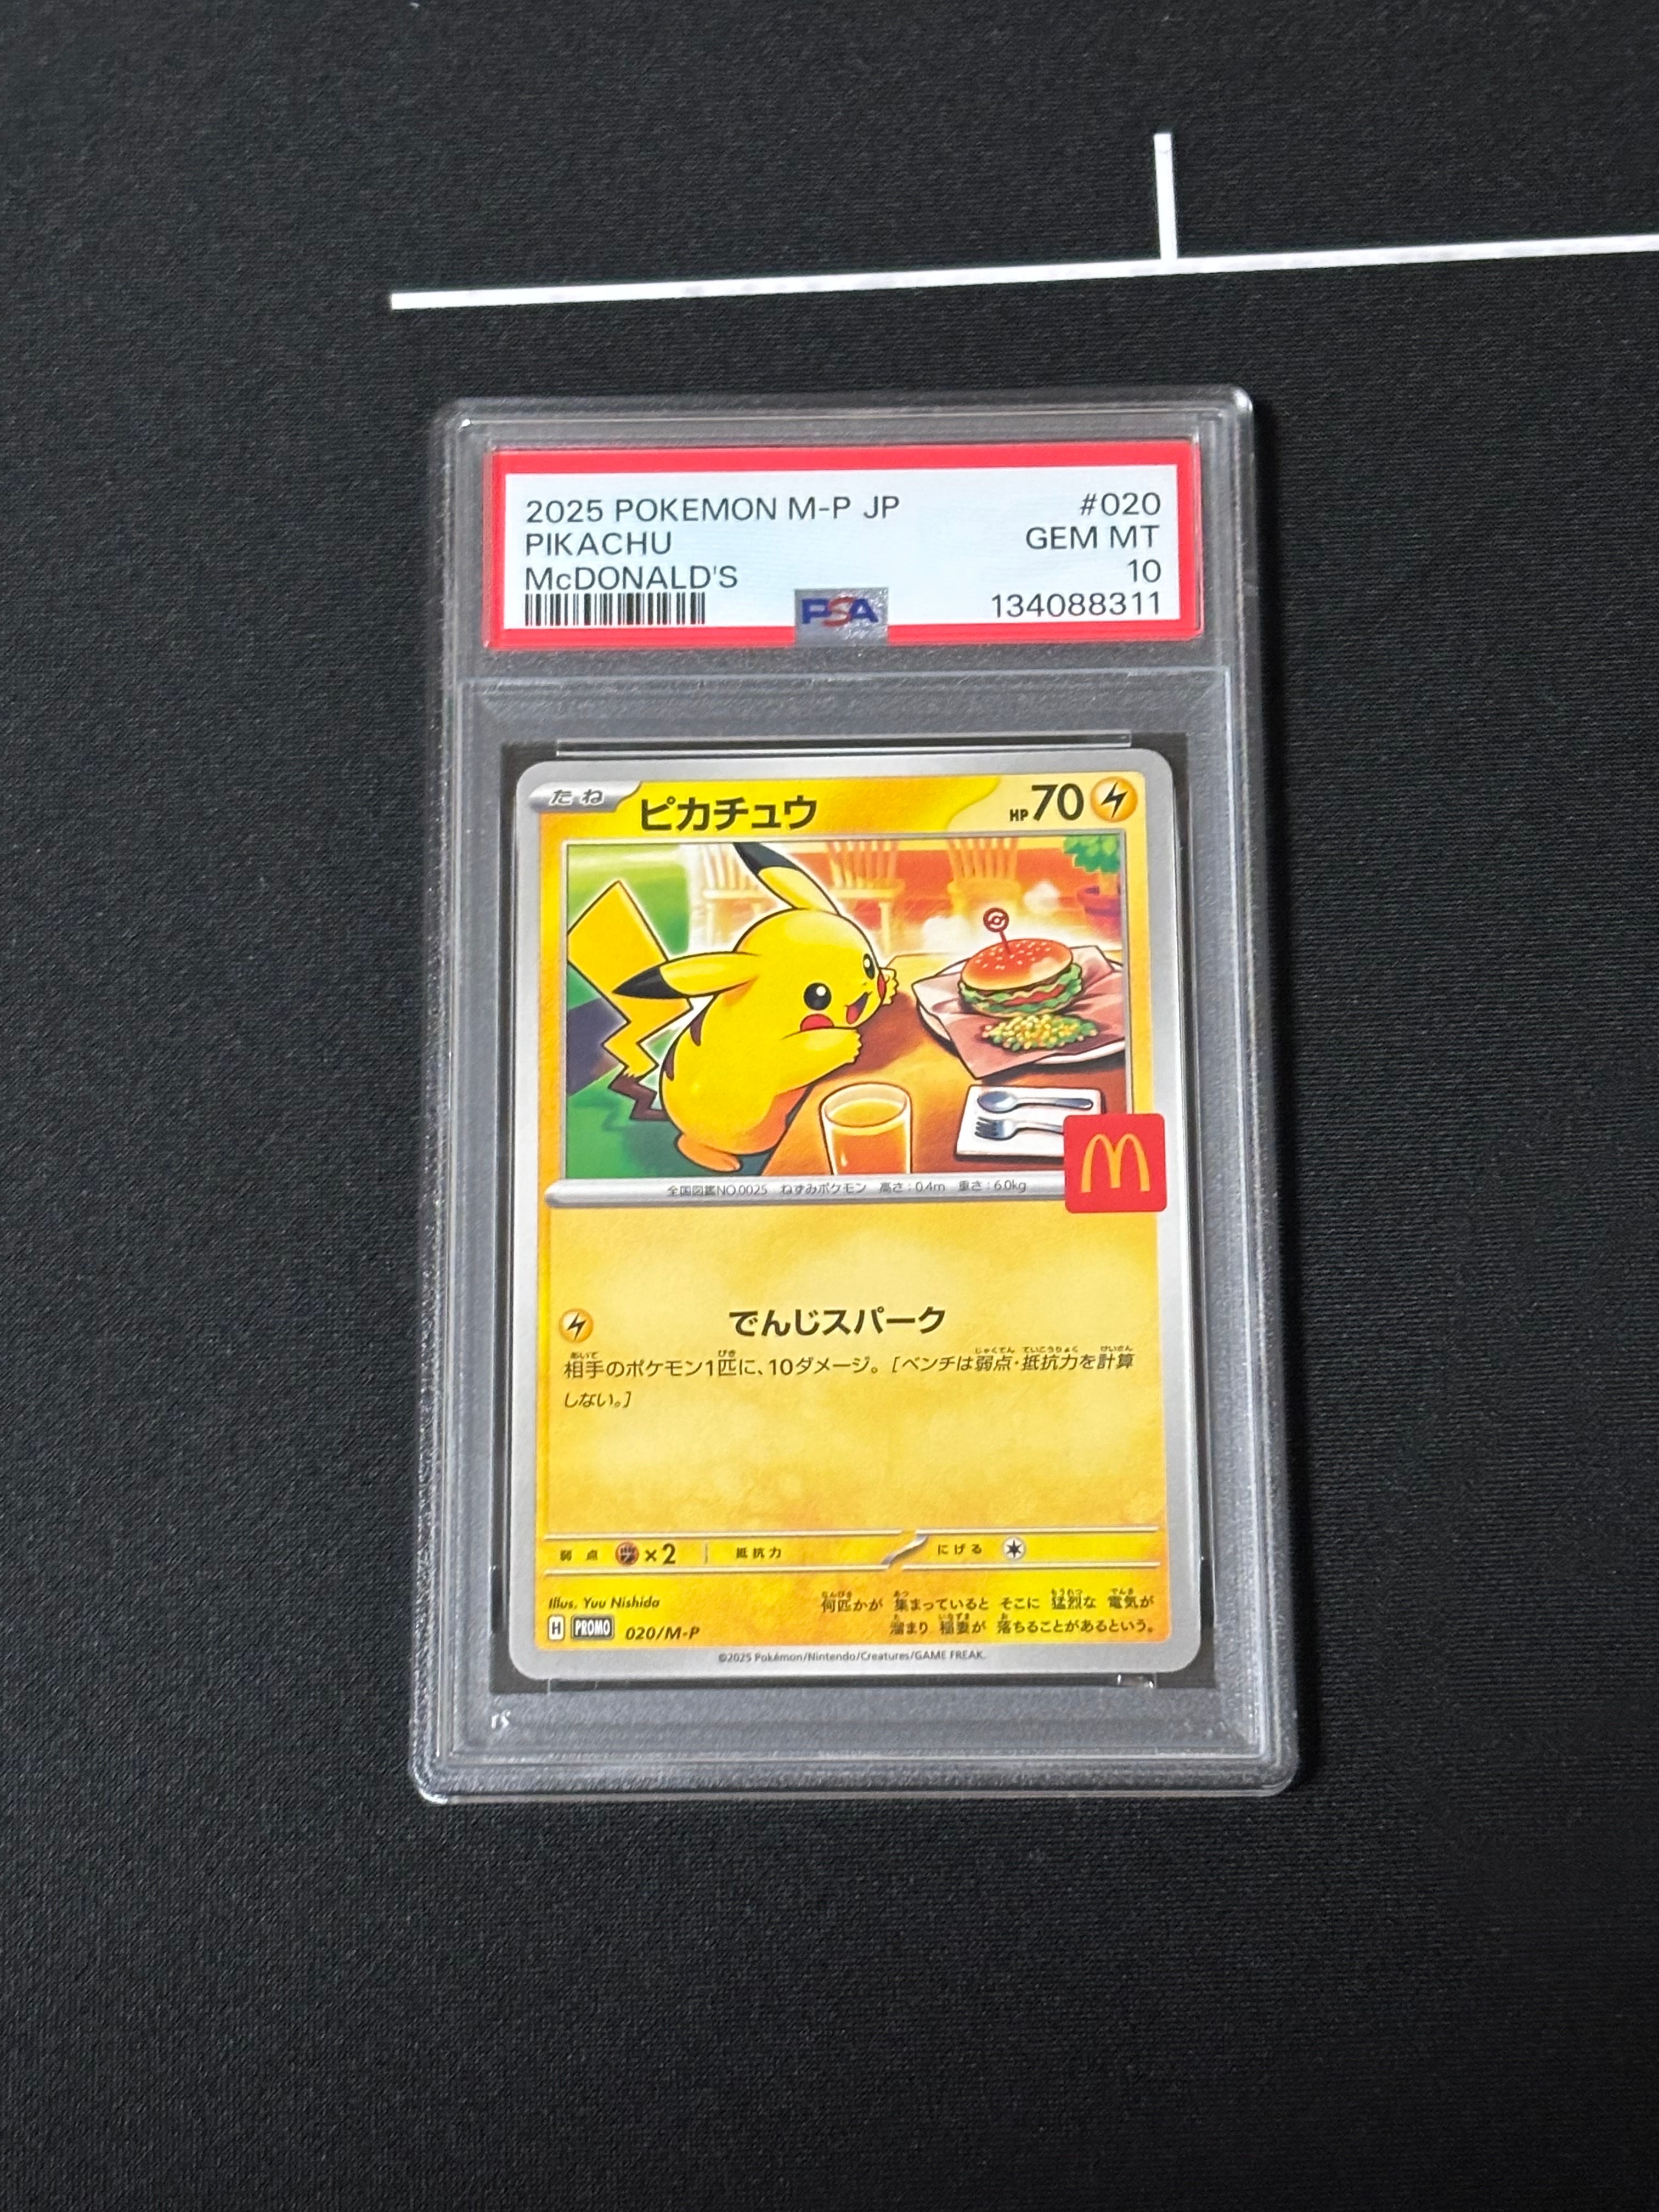 2025 POKEMON M-P JP #020
PIKACHU GEM MT
McDONALD'S 10
PSA 134088311
たね ピカチュウ HP70
全国図鑑NO.0025 ねずみポケモン 高さ：0.4m 重さ：6.0kg
でんじスパーク
相手のポケモン1匹に、10ダメージ。［ベンチは弱点・抵抗力を計算
しない。］
弱点 ×2 抵抗力 にげる
Illus. Yuu Nishida
H PROMO 020/M-P
何匹かが 集まっていると そこに 猛烈な 電気が
溜まり 稲妻が 落ちることがあるという。
©2025 Pokémon/Nintendo/Creatures/GAME FREAK.